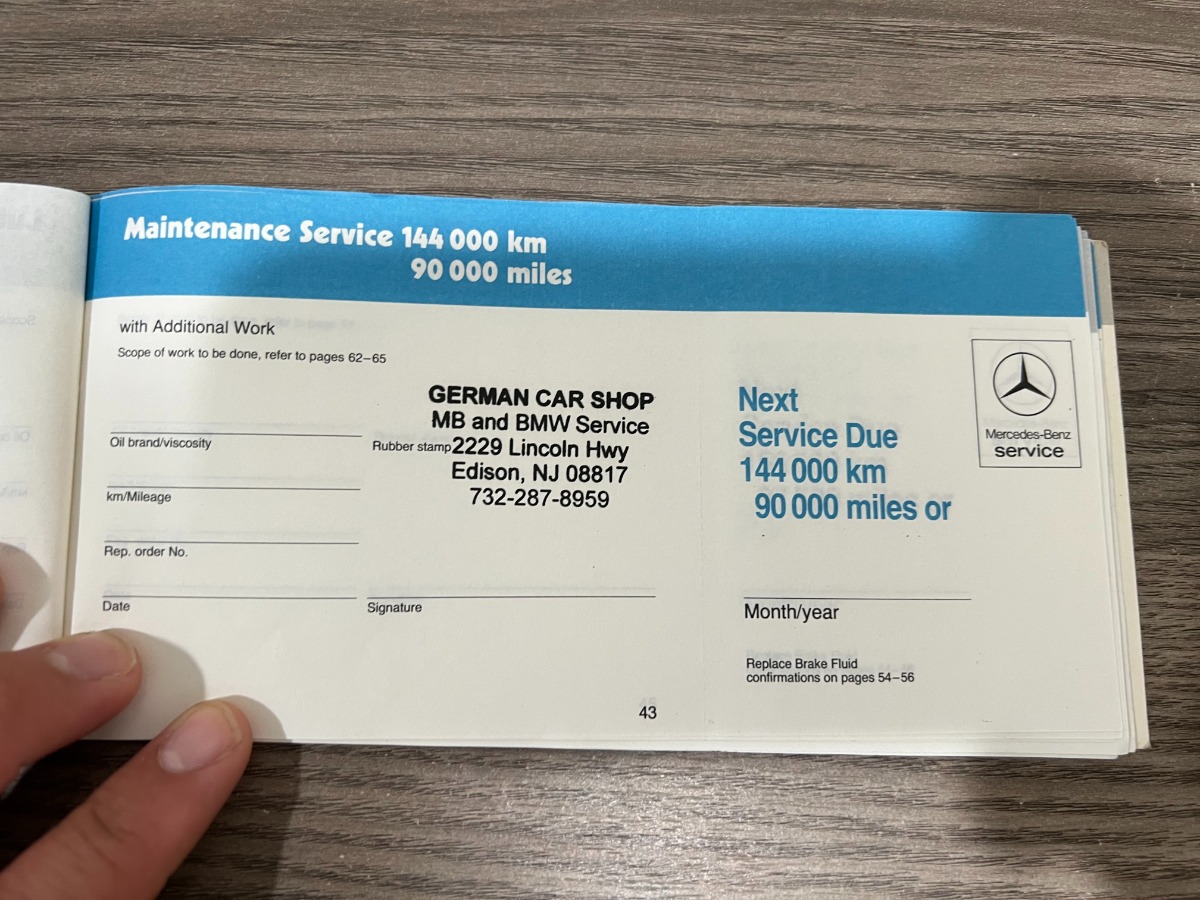 Maintenance Service 144 000 km
90 000 miles
with Additional Work
Scope of work to be done, refer to pages 62–65
Oil brand/viscosity
km/Mileage
Rep. order No.
Date
Rubber stamp
GERMAN CAR SHOP
MB and BMW Service
2229 Lincoln Hwy
Edison, NJ 08817
732-287-8959
Signature
43
Next
Service Due
144 000 km
90 000 miles or
Month/year
Replace Brake Fluid
confirmations on pages 54–56
Mercedes-Benz
service